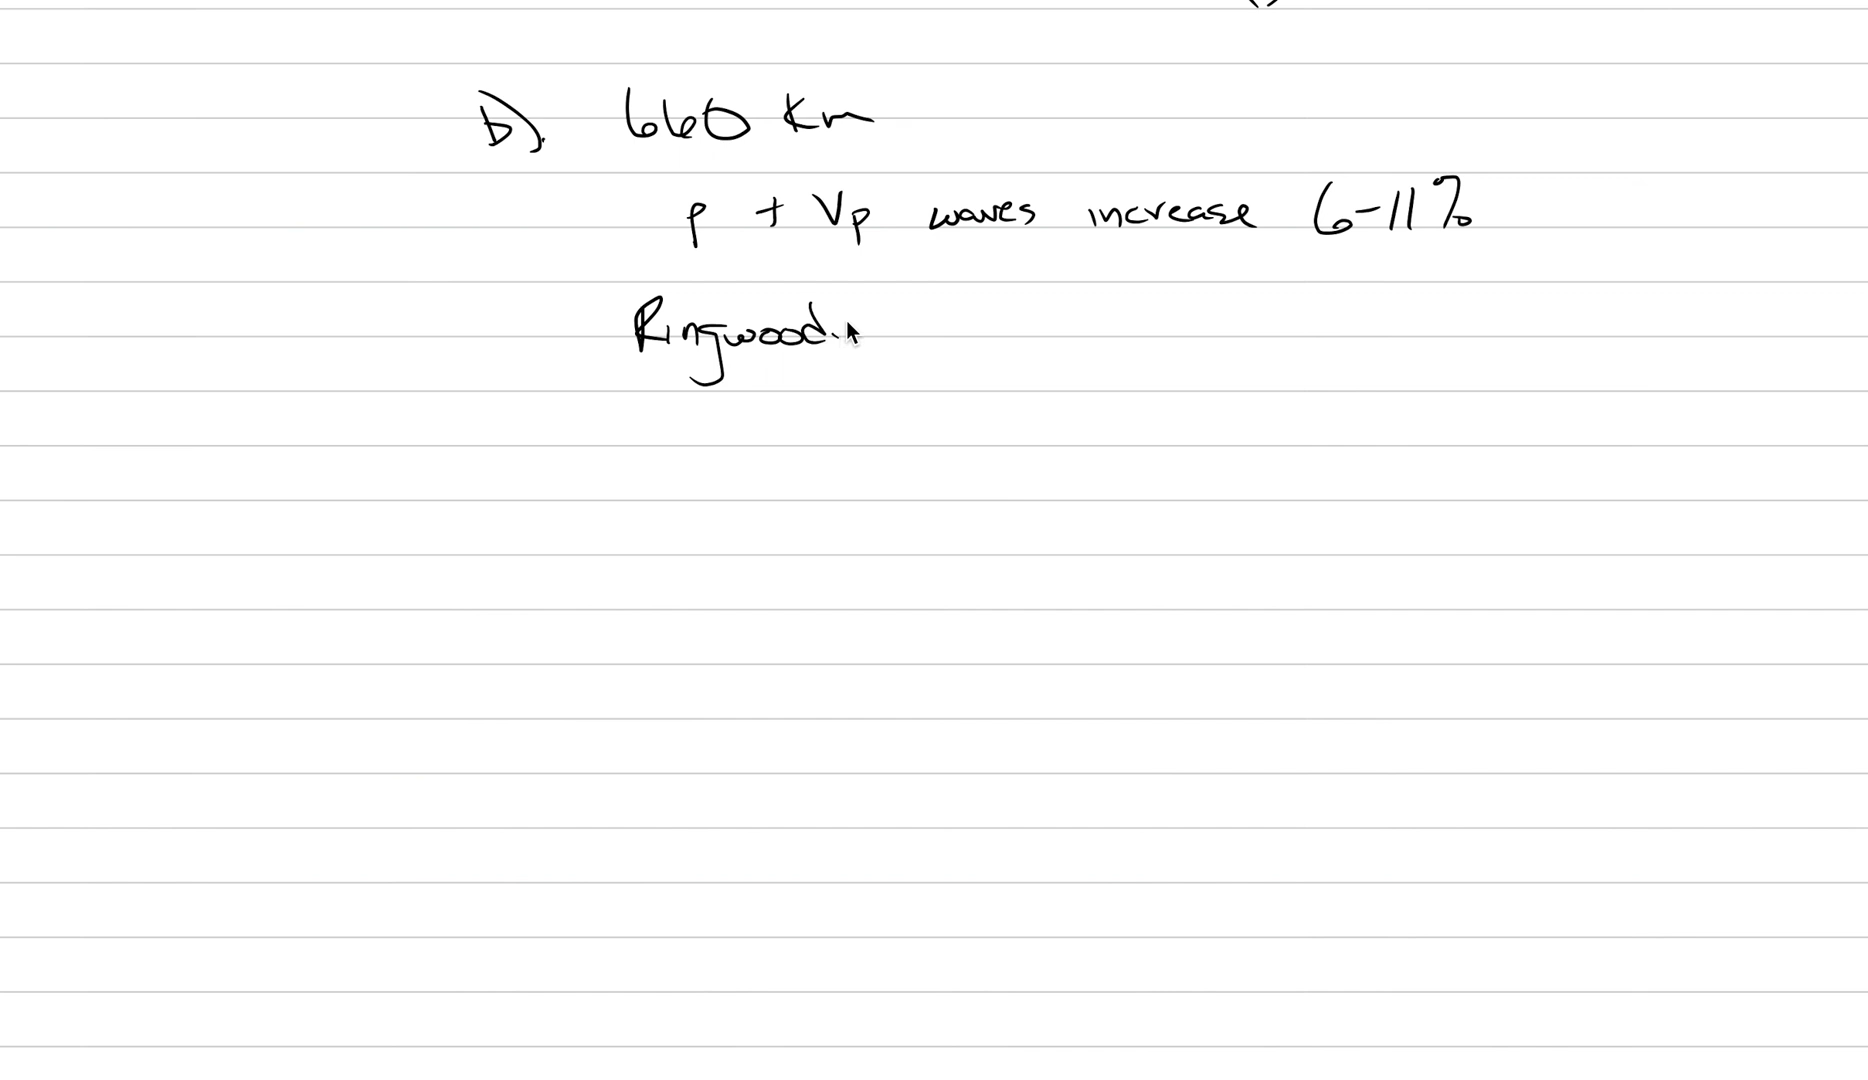 b). 660 km
ρ + Vp waves increase 6-11%
Ringwood.